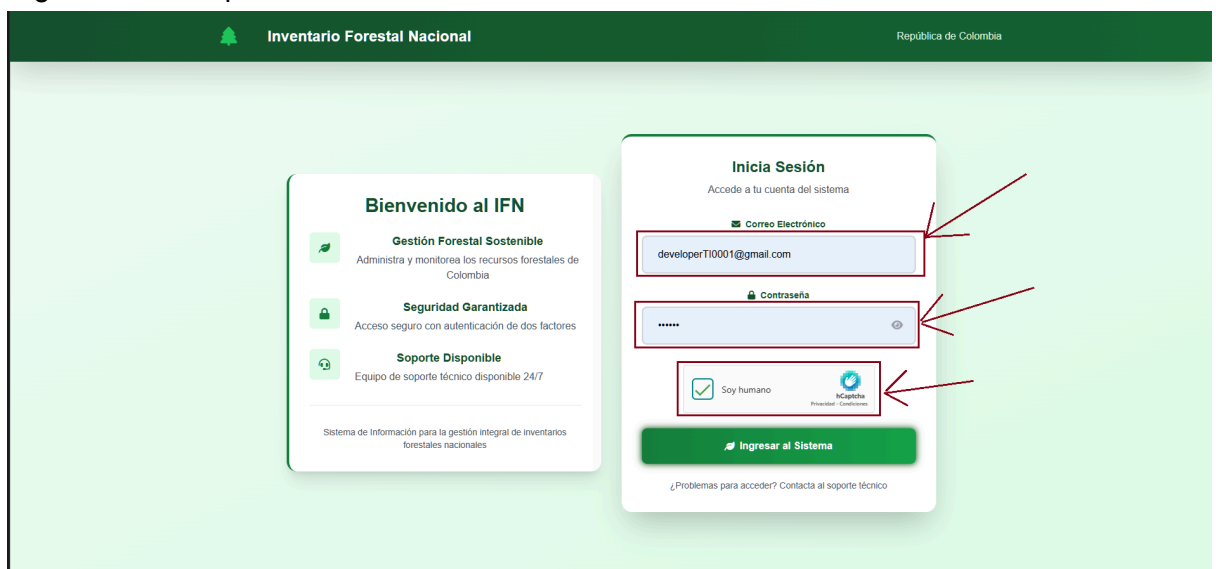 Inventario Forestal Nacional
República de Colombia
Bienvenido al IFN
Gestión Forestal Sostenible
Administra y monitorea los recursos forestales de
Colombia
Seguridad Garantizada
Acceso seguro con autenticación de dos factores
Soporte Disponible
Equipo de soporte técnico disponible 24/7
Sistema de Información para la gestión integral de inventarios
forestales nacionales
Inicia Sesión
Accede a tu cuenta del sistema
Correo Electrónico
developerTI0001@gmail.com
Contraseña
••••••
Soy humano
hCaptcha
Privacidad - Condiciones
Ingresar al Sistema
¿Problemas para acceder? Contacta al soporte técnico